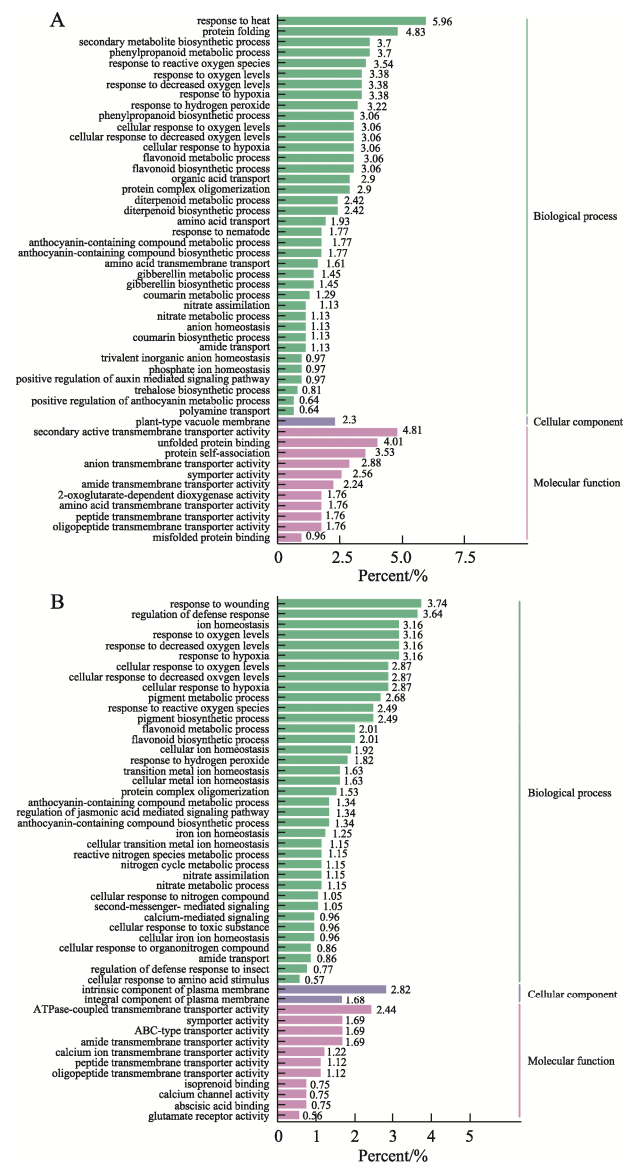 A
response to heat 5.96
protein folding 4.83
secondary metabolite biosynthetic process 3.7
phenylpropanoid metabolic process 3.7
response to reactive oxygen species 3.54
response to oxygen levels 3.38
response to decreased oxygen levels 3.38
response to hypoxia 3.38
response to hydrogen peroxide 3.22
phenylpropanoid biosynthetic process 3.06
cellular response to oxygen levels 3.06
cellular response to decreased oxygen levels 3.06
cellular response to hypoxia 3.06
flavonoid metabolic process 3.06
flavonoid biosynthetic process 3.06
organic acid transport 2.9
protein complex oligomerization 2.9
diterpenoid metabolic process 2.42
diterpenoid biosynthetic process 2.42
amino acid transport 1.93
Biological process
response to nematode 1.77
anthocyanin-containing compound metabolic process 1.77
anthocyanin-containing compound biosynthetic process 1.77
amino acid transmembrane transport 1.61
gibberellin metabolic process 1.45
gibberellin biosynthetic process 1.45
coumarin metabolic process 1.29
nitrate assimilation 1.13
nitrate metabolic process 1.13
anion homeostasis 1.13
coumarin biosynthetic process 1.13
amide transport 1.13
trivalent inorganic anion homeostasis 0.97
phosphate ion homeostasis 0.97
positive regulation of auxin mediated signaling pathway 0.97
trehalose biosynthetic process 0.81
positive regulation of anthocyanin metabolic process 0.64
polyamine transport 0.64
plant-type vacuole membrane 2.3 Cellular component
secondary active transmembrane transporter activity 4.81
unfolded protein binding 4.01
protein self-association 3.53
anion transmembrane transporter activity 2.88
symporter activity 2.56
amide transmembrane transporter activity 2.24 Molecular function
2-oxoglutarate-dependent dioxygenase activity 1.76
amino acid transmembrane transporter activity 1.76
peptide transmembrane transporter activity 1.76
oligopeptide transmembrane transporter activity 1.76
misfolded protein binding 0.96
0 2.5 5.0 7.5
Percent/%
B
response to wounding 3.74
regulation of defense response 3.64
ion homeostasis 3.16
response to oxygen levels 3.16
response to decreased oxygen levels 3.16
response to hypoxia 3.16
cellular response to oxygen levels 2.87
cellular response to decreased oxygen levels 2.87
cellular response to hypoxia 2.87
pigment metabolic process 2.68
response to reactive oxygen species 2.49
pigment biosynthetic process 2.49
flavonoid metabolic process 2.01
flavonoid biosynthetic process 2.01
cellular ion homeostasis 1.92
response to hydrogen peroxide 1.82
transition metal ion homeostasis 1.63
cellular metal ion homeostasis 1.63
protein complex oligomerization 1.53 Biological process
anthocyanin-containing compound metabolic process 1.34
regulation of jasmonic acid mediated signaling pathway 1.34
anthocyanin-containing compound biosynthetic process 1.34
iron ion homeostasis 1.25
cellular transition metal ion homeostasis 1.15
reactive nitrogen species metabolic process 1.15
nitrogen cycle metabolic process 1.15
nitrate assimilation 1.15
nitrate metabolic process 1.15
cellular response to nitrogen compound 1.05
second-messenger- mediated signaling 1.05
calcium-mediated signaling 0.96
cellular response to toxic substance 0.96
cellular iron ion homeostasis 0.96
cellular response to organonitrogen compound 0.86
amide transport 0.86
regulation of defense response to insect 0.77
cellular response to amino acid stimulus 0.57
intrinsic component of plasma membrane 2.82
integral component of plasma membrane 1.68
Cellular component
ATPase-coupled transmembrane transporter activity 2.44
symporter activity 1.69
ABC-type transporter activity 1.69
amide transmembrane transporter activity 1.69
calcium ion transmembrane transporter activity 1.22
peptide transmembrane transporter activity 1.12 Molecular function
oligopeptide transmembrane transporter activity 1.12
isoprenoid binding 0.75
calcium channel activity 0.75
abscisic acid binding 0.75
glutamate receptor activity 0.56
0 1 2 3 4 5
Percent/%